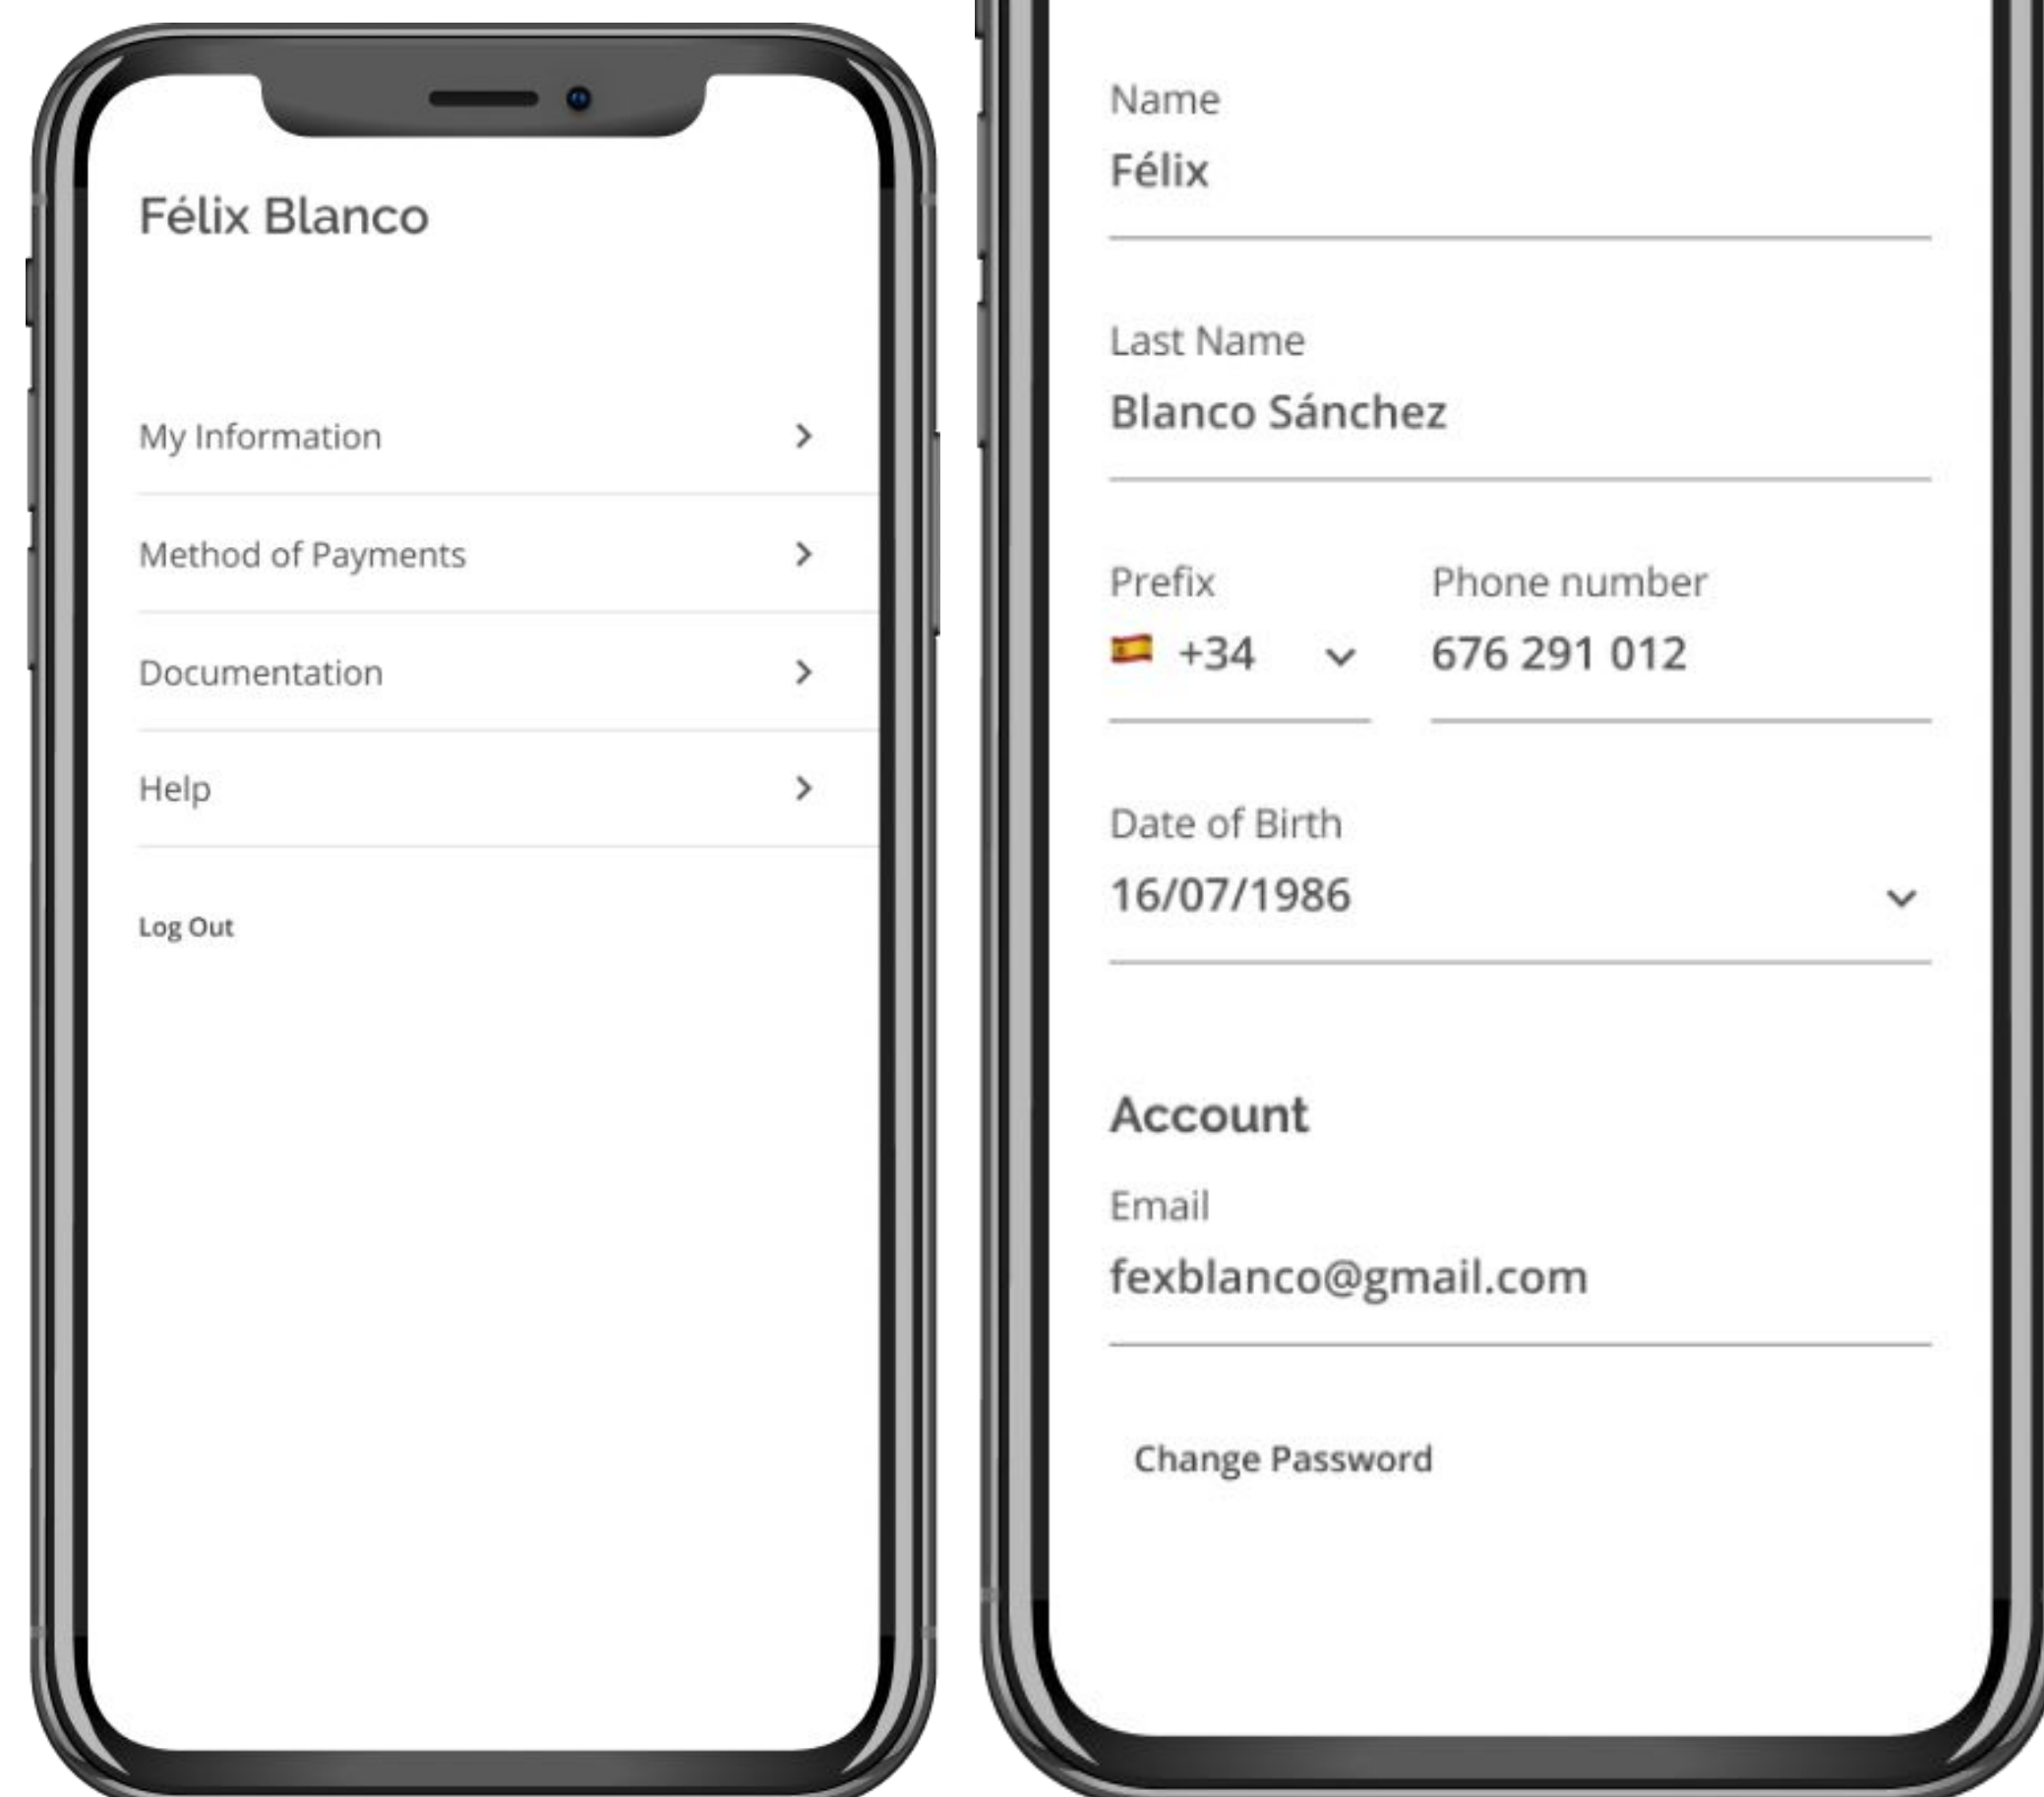 Félix Blanco
My Information
Method of Payments
Documentation
Help
Log Out
Name
Félix
Last Name
Blanco Sánchez
Prefix
+34
Phone number
676 291 012
Date of Birth
16/07/1986
Account
Email
fexblanco@gmail.com
Change Password